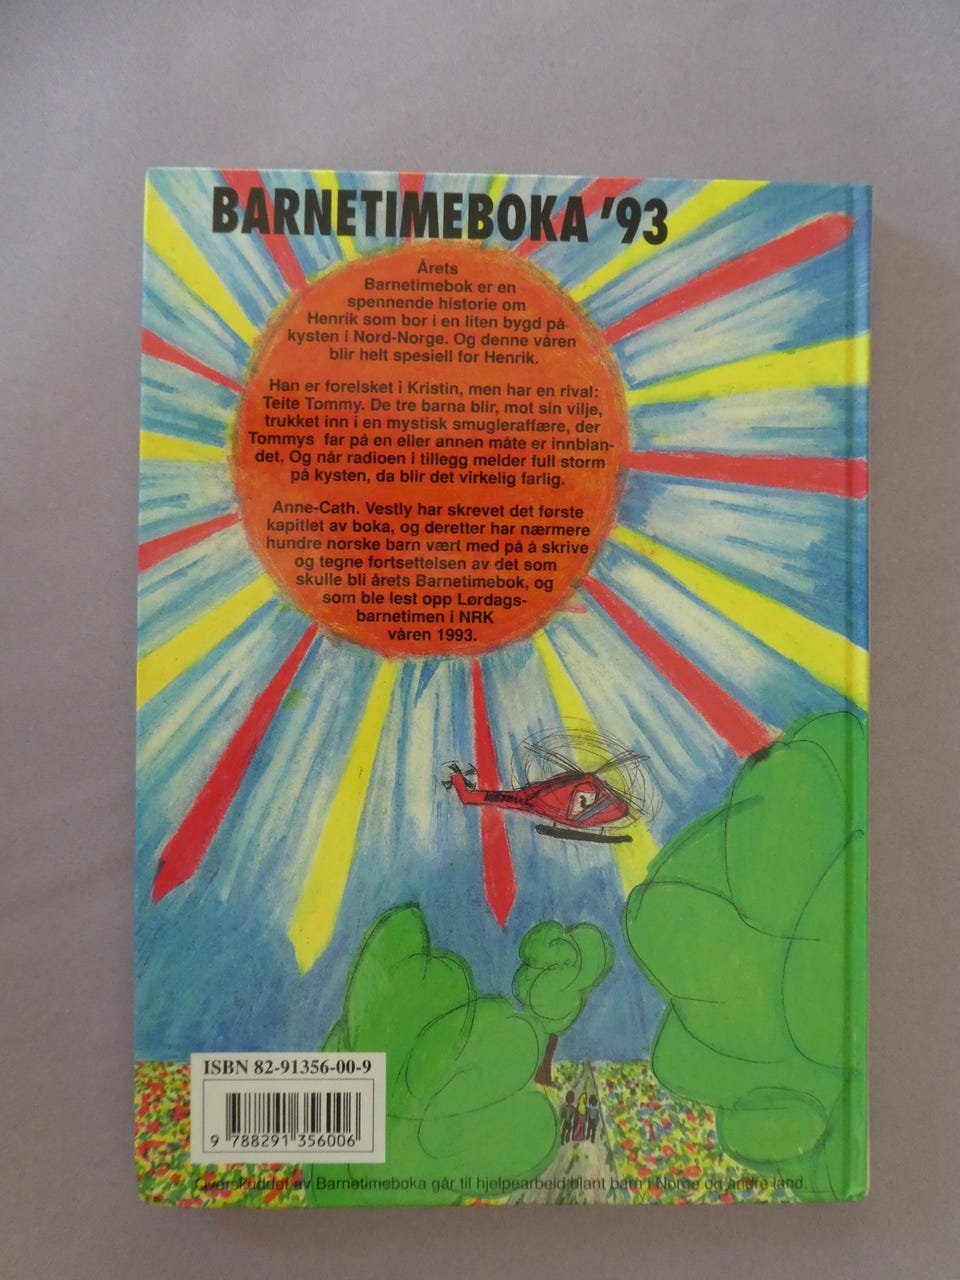 BARNETIMEBOKA '93
Årets
Barnetimebok er en
spennende historie om
Henrik som bor i en liten bygd på
kysten i Nord-Norge. Og denne våren
blir helt spesiell for Henrik.
Han er forelsket i Kristin, men har en rival:
Teite Tommy. De tre barna blir, mot sin vilje,
trukket inn i en mystisk smugleraffære, der
Tommys far på en eller annen måte er innblan-
det. Og når radioen i tillegg melder full storm
på kysten, da blir det virkelig farlig.
Anne-Cath. Vestly har skrevet det første
kapitlet av boka, og deretter har nærmere
hundre norske barn vært med på å skrive
og tegne fortsettelsen av det som
skulle bli årets Barnetimebok, og
som ble lest opp Lørdags-
barnetimen i NRK
våren 1993.
ISBN 82-91356-00-9
9 788291 356006
Overskuddet av Barnetimeboka går til hjelpearbeid blant barn i Norge og andre land.